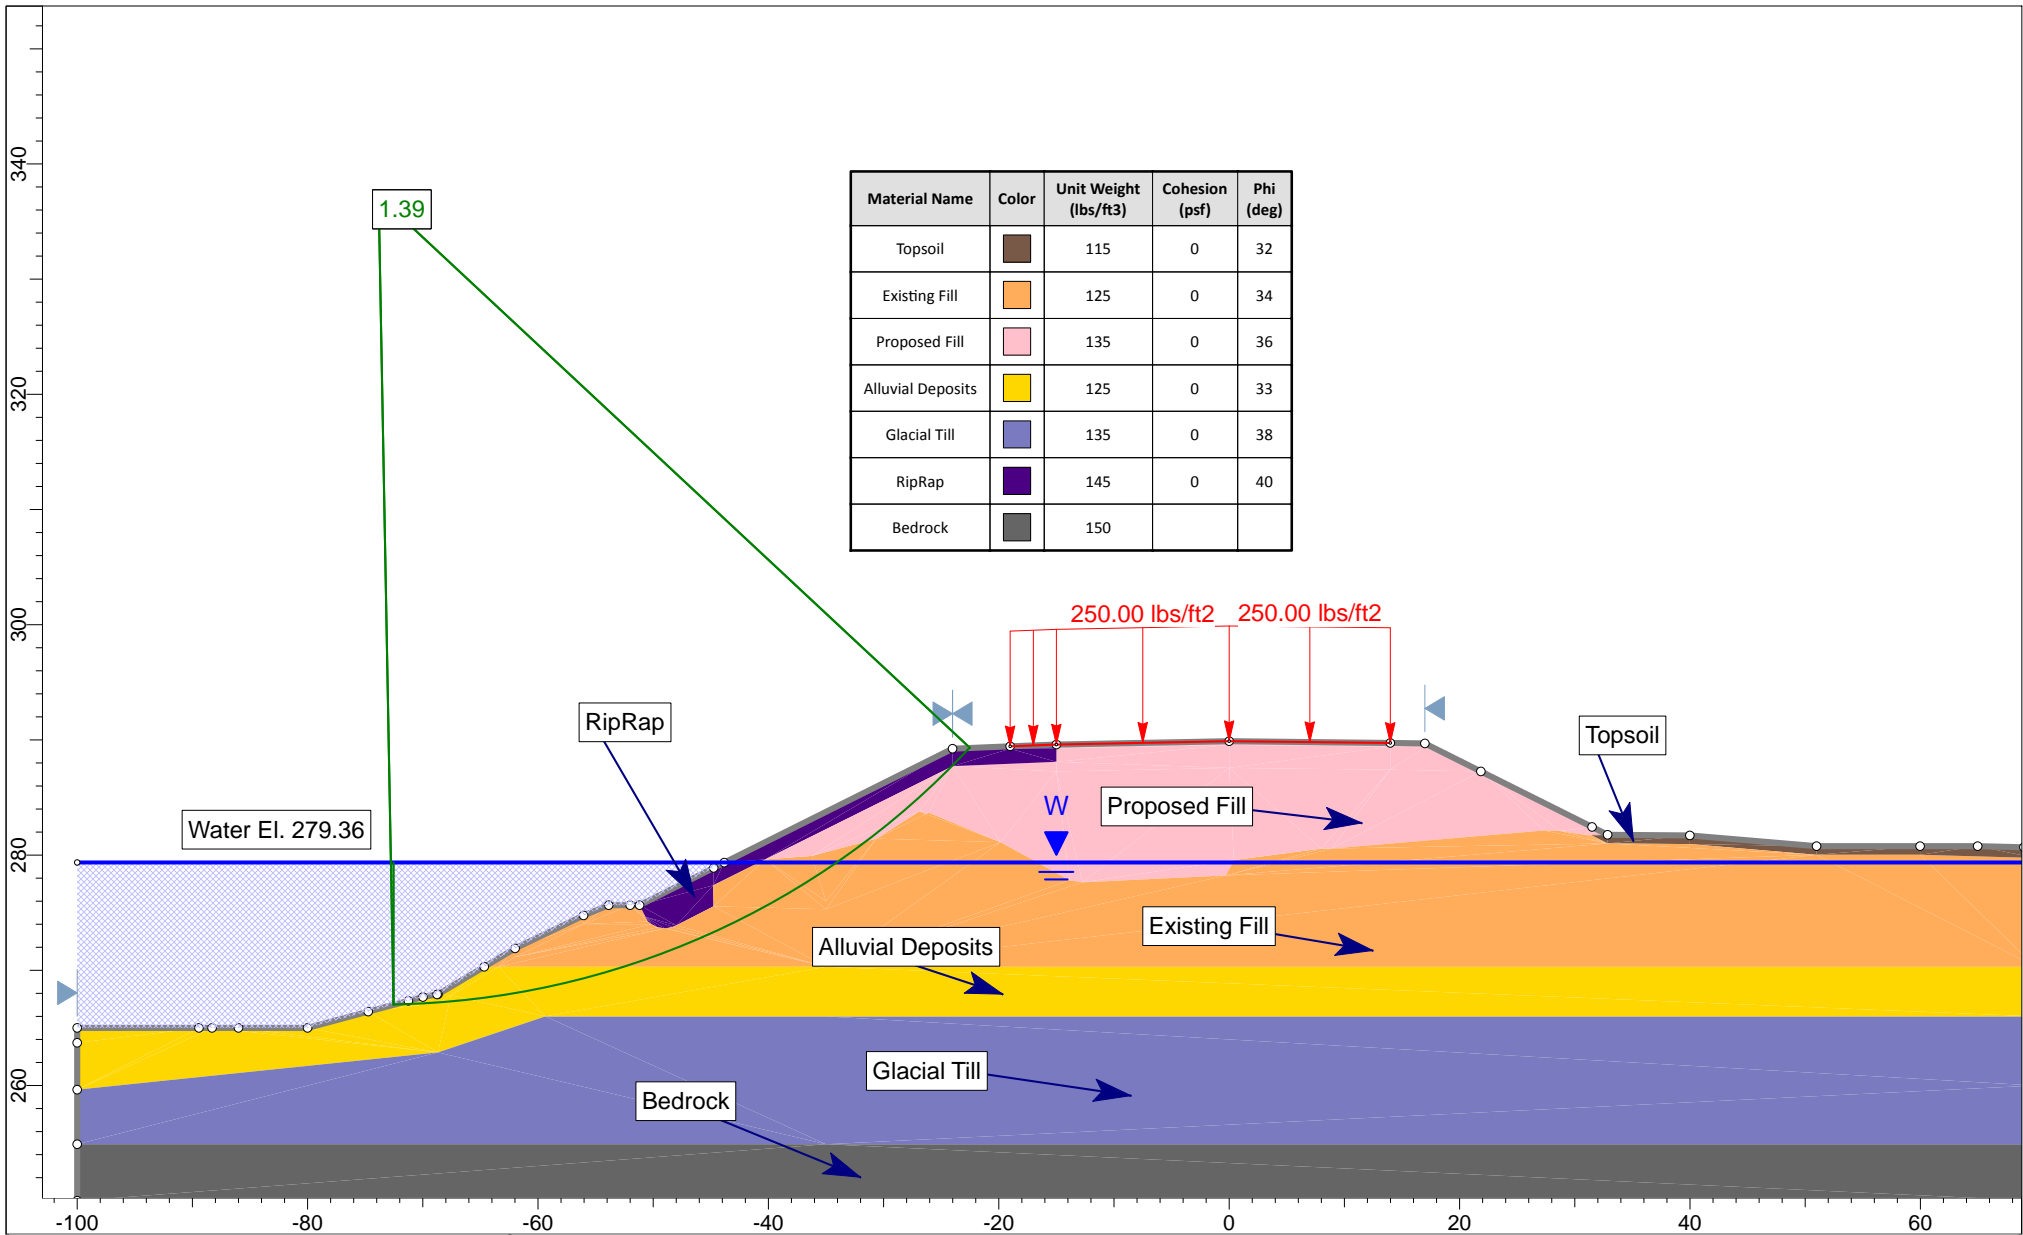 340
320
300
280
260
1.39
Material Name Color Unit Weight (lbs/ft3) Cohesion (psf) Phi (deg)
Topsoil 115 0 32
Existing Fill 125 0 34
Proposed Fill 135 0 36
Alluvial Deposits 125 0 33
Glacial Till 135 0 38
RipRap 145 0 40
Bedrock 150
250.00 lbs/ft2 250.00 lbs/ft2
RipRap
Topsoil
W
Proposed Fill
Water El. 279.36
Existing Fill
Alluvial Deposits
Glacial Till
Bedrock
-100 -80 -60 -40 -20 0 20 40 60